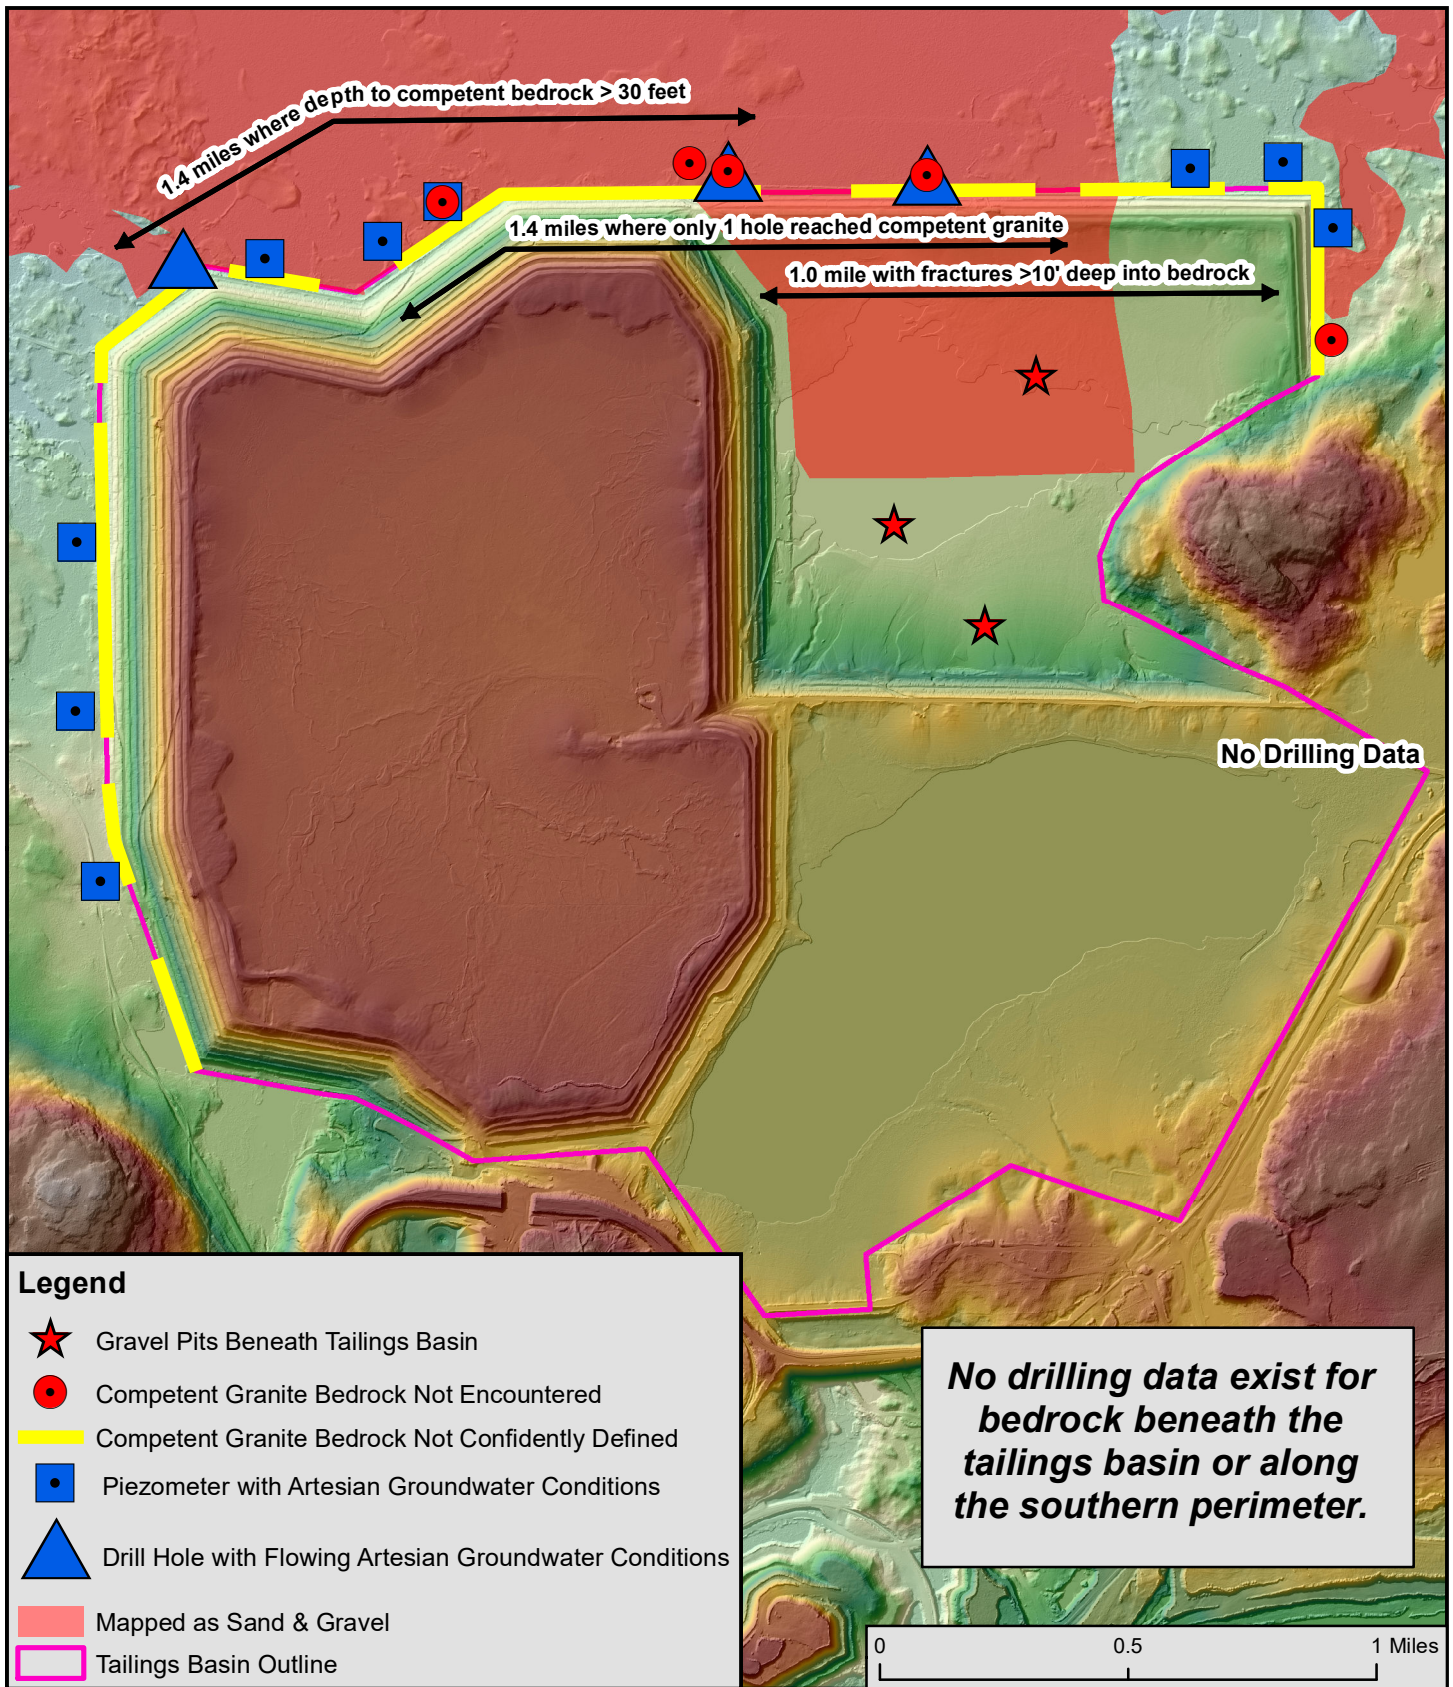 1.4 miles where depth to competent bedrock > 30 feet
1.4 miles where only 1 hole reached competent granite
1.0 mile with fractures >10' deep into bedrock
No Drilling Data
Legend
Gravel Pits Beneath Tailings Basin
Competent Granite Bedrock Not Encountered
Competent Granite Bedrock Not Confidently Defined
Piezometer with Artesian Groundwater Conditions
Drill Hole with Flowing Artesian Groundwater Conditions
Mapped as Sand & Gravel
Tailings Basin Outline
No drilling data exist for
bedrock beneath the
tailings basin or along
the southern perimeter.
0 0.5 1 Miles